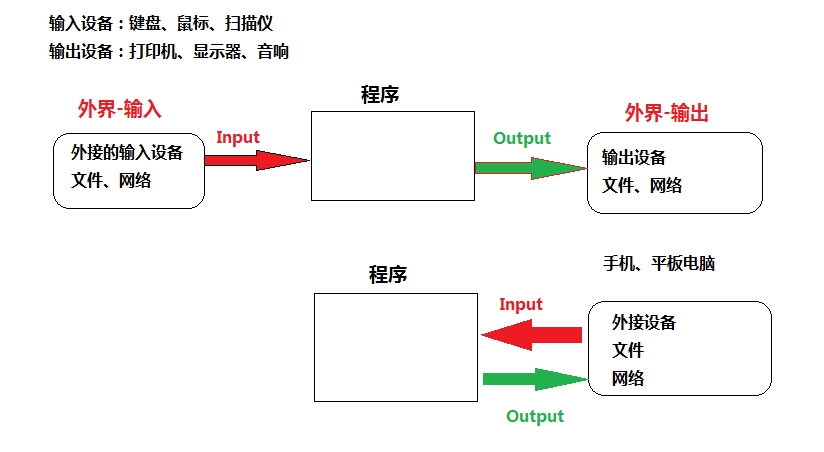 输入设备：键盘、鼠标、扫描仪
输出设备：打印机、显示器、音响
程序
外界-输入
外界-输出
Input
Output
外接的输入设备
文件、网络
输出设备
文件、网络
手机、平板电脑
程序
Input
外接设备
文件
网络
Output